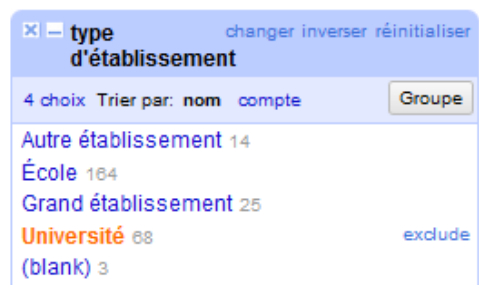 type d'établissement changer inverser réinitialiser
4 choix Trier par: nom compte Groupe
Autre établissement 14
École 164
Grand établissement 25
Université 68 exclude
(blank) 3